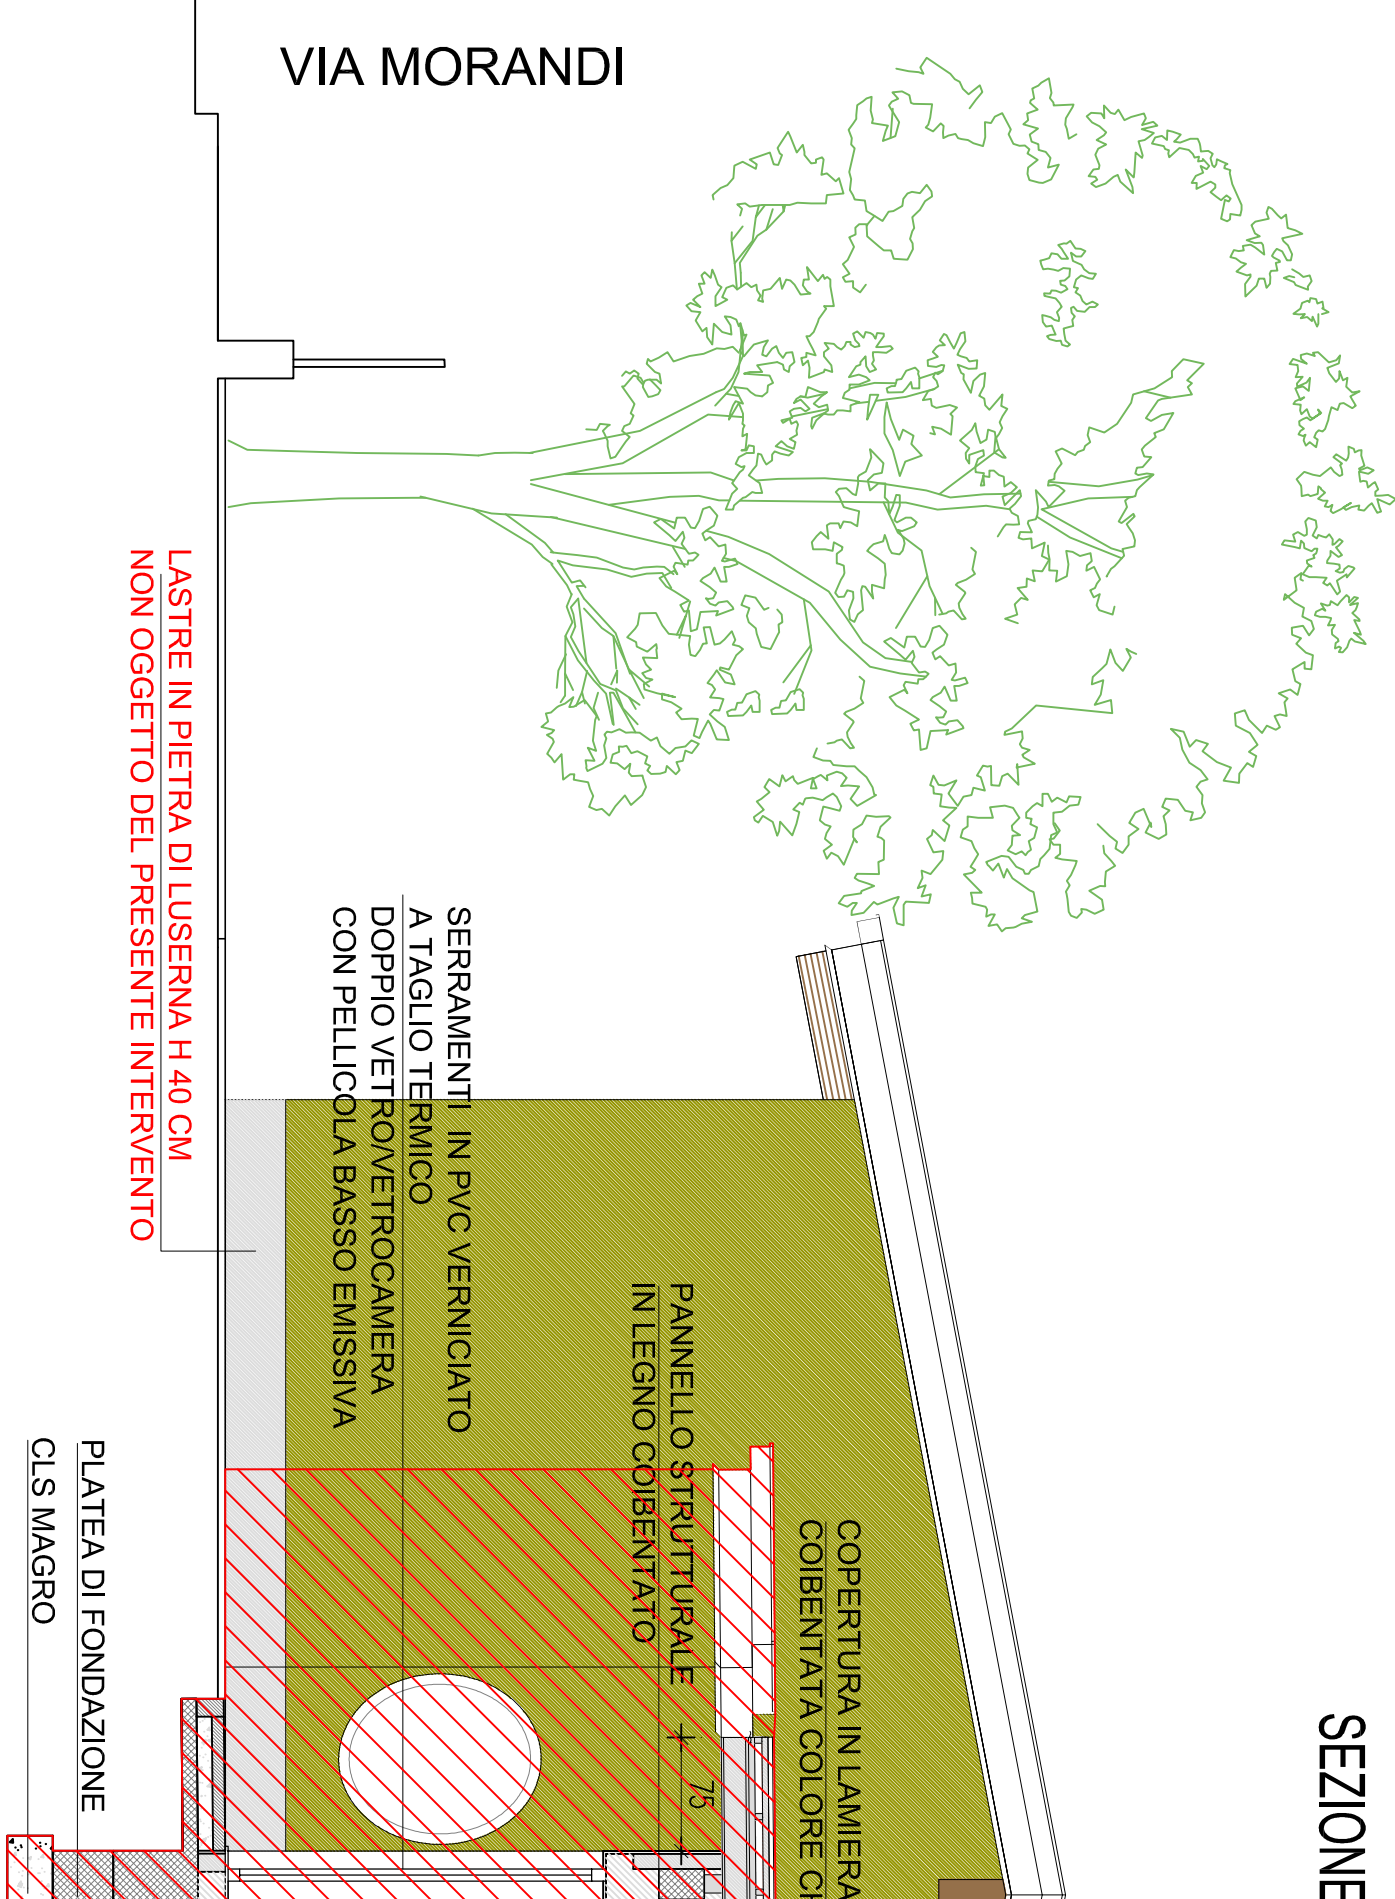 VIA MORANDI
LASTRE IN PIETRA DI LUSERNA H 40 CM
NON OGGETTO DEL PRESENTE INTERVENTO
SERRAMENTI IN PVC VERNICIATO
A TAGLIO TERMICO
DOPPIO VETRO/VETROCAMERA
CON PELLICOLA BASSO EMISSIVA
PANNELLO STRUTTURALE
IN LEGNO COIBENTATO
COPERTURA IN LAMIERA
COIBENTATA COLORE
75
PLATEA DI FONDAZIONE
CLS MAGRO
SEZIONE